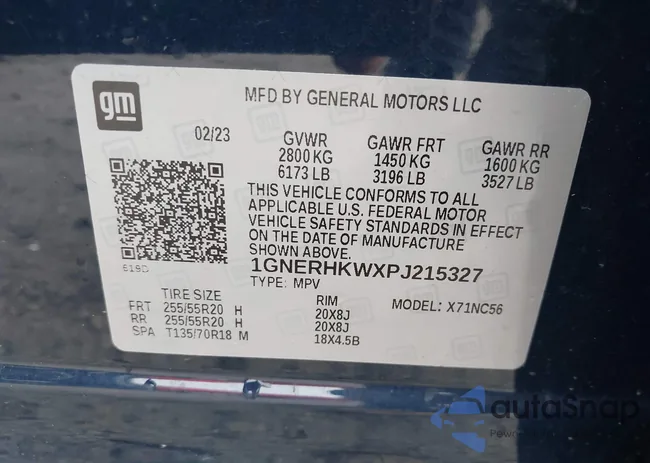 gm
MFD BY GENERAL MOTORS LLC
02/23 GVWR GAWR FRT GAWR RR
2800 KG 1450 KG 1600 KG
6173 LB 3196 LB 3527 LB
THIS VEHICLE CONFORMS TO ALL
APPLICABLE U.S. FEDERAL MOTOR
VEHICLE SAFETY STANDARDS IN EFFECT
ON THE DATE OF MANUFACTURE
SHOWN ABOVE.
1GNERHKWXPJ215327
TYPE: MPV MODEL: X71NC56
TIRE SIZE RIM
FRT 255/55R20 H 20X8J
RR 255/55R20 H 20X8J
SPA T135/70R18 M 18X4.5B
autoSnap